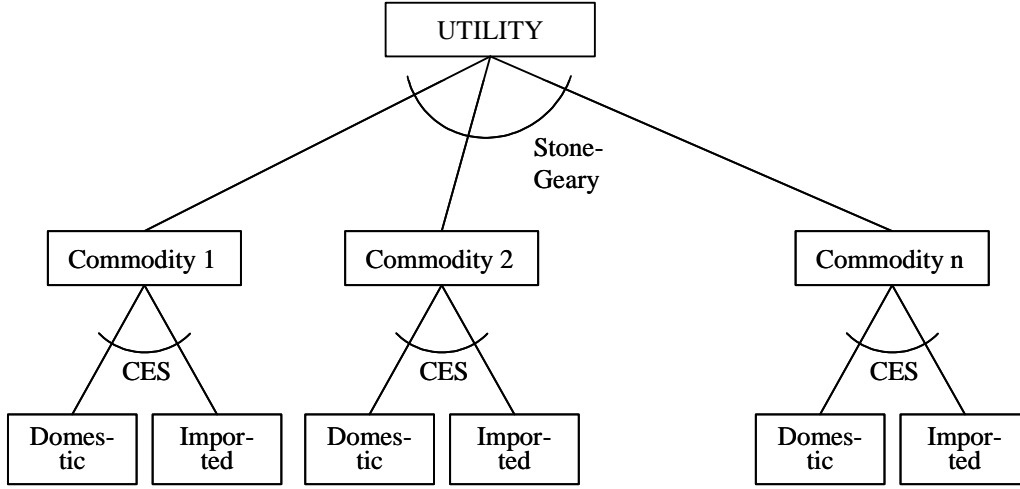 UTILITY
Stone-
Geary
Commodity 1
Commodity 2
Commodity n
CES
CES
CES
Domes-
tic
Impor-
ted
Domes-
tic
Impor-
ted
Domes-
tic
Impor-
ted